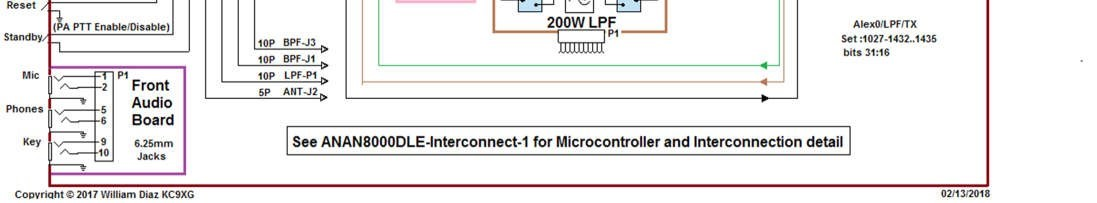 Reset
(PA PTT Enable/Disable)
Standby
200W LPF
P1
Alex0/LPF/TX
Set :1027-1432..1435
bits 31:16
10P BPF-J3
10P BPF-J1
10P LPF-P1
5P ANT-J2
Mic
Phones
Key
1
2
5
6
9
10
P1
Front
Audio
Board
6.25mm
Jacks
See ANAN8000DLE-Interconnect-1 for Microcontroller and Interconnection detail
Copyright © 2017 William Diaz KC9XG
02/13/2018